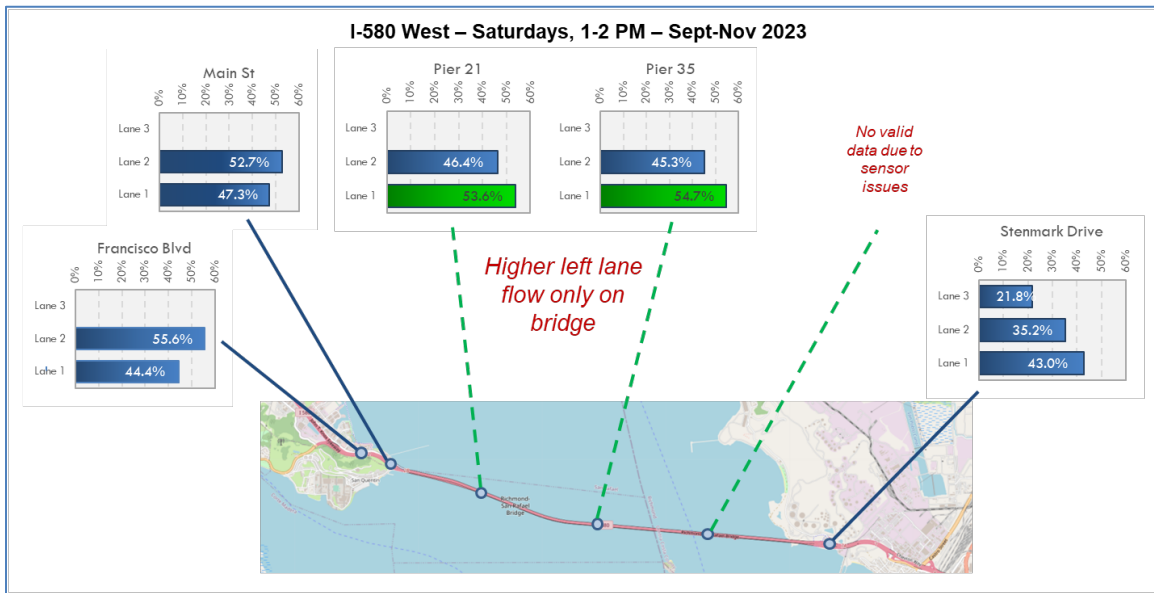 I-580 West – Saturdays, 1-2 PM – Sept-Nov 2023
Main St
0%
10%
20%
30%
40%
50%
60%
Lane 3
Lane 2
52.7%
Lane 1
47.3%
Pier 21
0%
10%
20%
30%
40%
50%
60%
Lane 3
Lane 2
46.4%
Lane 1
53.6%
Pier 35
0%
10%
20%
30%
40%
50%
60%
Lane 3
Lane 2
45.3%
Lane 1
54.7%
No valid
data due to
sensor
issues
Francisco Blvd
0%
10%
20%
30%
40%
50%
60%
Lane 3
Lane 2
55.6%
Lane 1
44.4%
Higher left lane
flow only on
bridge
Stenmark Drive
0%
10%
20%
30%
40%
50%
60%
Lane 3
21.8%
Lane 2
35.2%
Lane 1
43.0%
San Quentin
Richmond-
San Rafael
Bridge